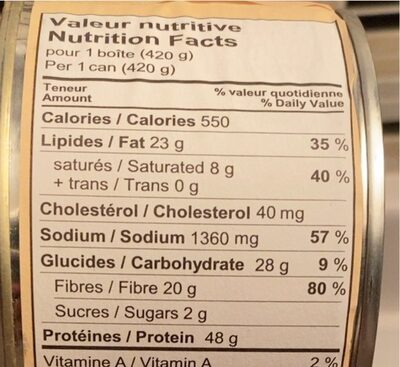 Valeur nutritive
Nutrition Facts
pour 1 boîte (420 g)
Per 1 can (420 g)
Teneur % valeur quotidienne
Amount % Daily Value
Calories / Calories 550
Lipides / Fat 23 g 35 %
saturés / Saturated 8 g
+ trans / Trans 0 g 40 %
Cholestérol / Cholesterol 40 mg
Sodium / Sodium 1360 mg 57 %
Glucides / Carbohydrate 28 g 9 %
Fibres / Fibre 20 g 80 %
Sucres / Sugars 2 g
Protéines / Protein 48 g
Vitamine A / Vitamin A 2 %